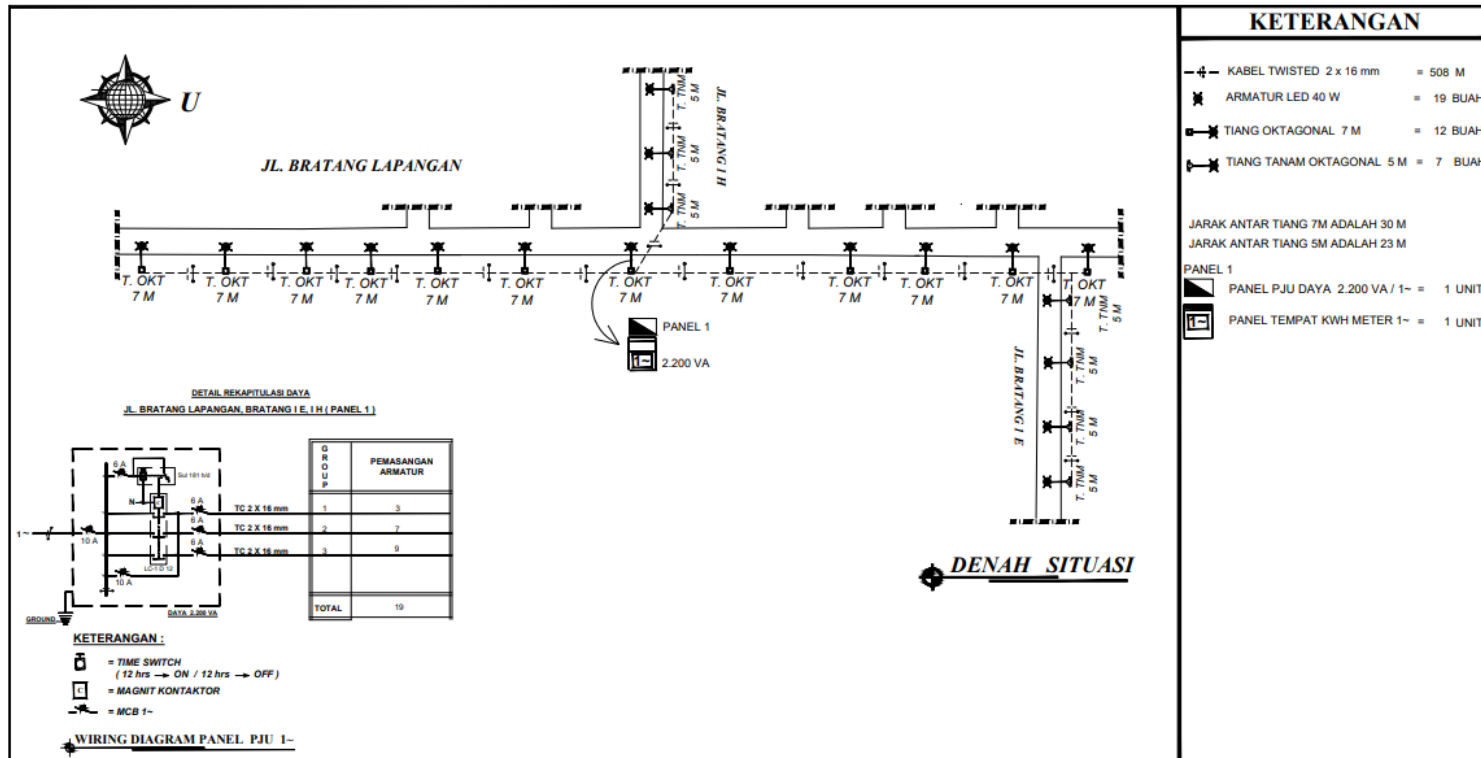 KETERANGAN
KABEL TWISTED 2 x 16 mm = 508 M
ARMATUR LED 40 W = 19 BUAH
TIANG OKTAGONAL 7 M = 12 BUAH
TIANG TANAM OKTAGONAL 5 M = 7 BUAH
JARAK ANTAR TIANG 7M ADALAH 30 M
JARAK ANTAR TIANG 5M ADALAH 23 M
PANEL 1
PANEL PJU DAYA 2.200 VA / 1~ = 1 UNIT
1~ PANEL TEMPAT KWH METER 1~ = 1 UNIT
U
JL. BRATANG LAPANGAN
JL. BRATANG I H
T. TNM
5 M
T. TNM
5 M
T. TNM
5 M
T. OKT
7 M
T. OKT
7 M
T. OKT
7 M
T. OKT
7 M
T. OKT
7 M
T. OKT
7 M
T. OKT
7 M
T. OKT
7 M
T. OKT
7 M
T. OKT
7 M
T. OKT
7 M
T. OKT
7 M
T. TNM
5 M
T. TNM
5 M
T. TNM
5 M
T. TNM
5 M
JL. BRATANG I E
PANEL 1
1~ 2.200 VA
DENAH SITUASI
DETAIL REKAPITULASI DAYA
JL. BRATANG LAPANGAN, BRATANG I E, I H ( PANEL 1 )
GROUP PEMASANGAN ARMATUR
1 3
2 7
3 9
TOTAL 19
6 A
Sul 181 h/d
N
C
6 A
TC 2 X 16 mm
6 A
TC 2 X 16 mm
6 A
TC 2 X 16 mm
1~
10 A
10 A
LC-1 D 12
GROUND
DAYA 2.200 VA
KETERANGAN :
= TIME SWITCH
( 12 hrs → ON / 12 hrs → OFF )
C = MAGNIT KONTAKTOR
= MCB 1~
WIRING DIAGRAM PANEL PJU 1~